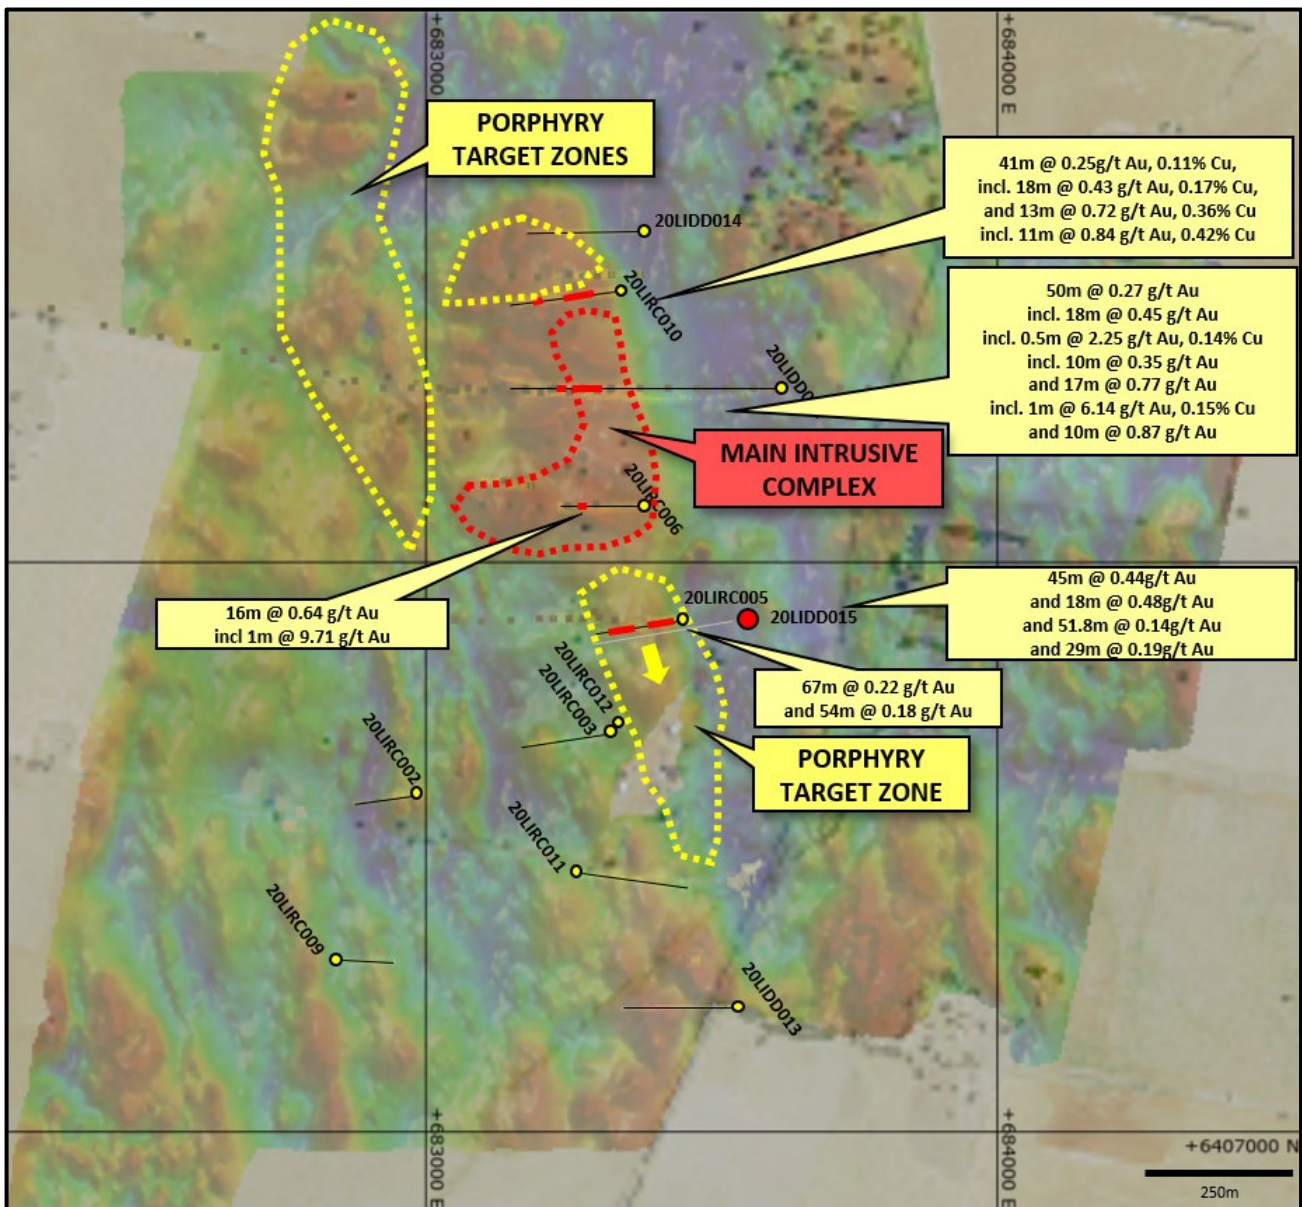 +683000 E
+684000 E
PORPHYRY
TARGET ZONES
41m @ 0.25g/t Au, 0.11% Cu,
incl. 18m @ 0.43 g/t Au, 0.17% Cu,
and 13m @ 0.72 g/t Au, 0.36% Cu
incl. 11m @ 0.84 g/t Au, 0.42% Cu
20LIDD014
20LIRC010
50m @ 0.27 g/t Au
incl. 18m @ 0.45 g/t Au
incl. 0.5m @ 2.25 g/t Au, 0.14% Cu
incl. 10m @ 0.35 g/t Au
and 17m @ 0.77 g/t Au
incl. 1m @ 6.14 g/t Au, 0.15% Cu
and 10m @ 0.87 g/t Au
MAIN INTRUSIVE
COMPLEX
20LIRC006
16m @ 0.64 g/t Au
incl 1m @ 9.71 g/t Au
45m @ 0.44g/t Au
and 18m @ 0.48g/t Au
and 51.8m @ 0.14g/t Au
and 29m @ 0.19g/t Au
20LIRC005
20LIDD015
67m @ 0.22 g/t Au
and 54m @ 0.18 g/t Au
20LIRC012
20LIRC003
20LIRC002
PORPHYRY
TARGET ZONE
20LIRC011
20LIRC009
20LIDD013
+683000 E
+684000 E
+6407000 N
250m